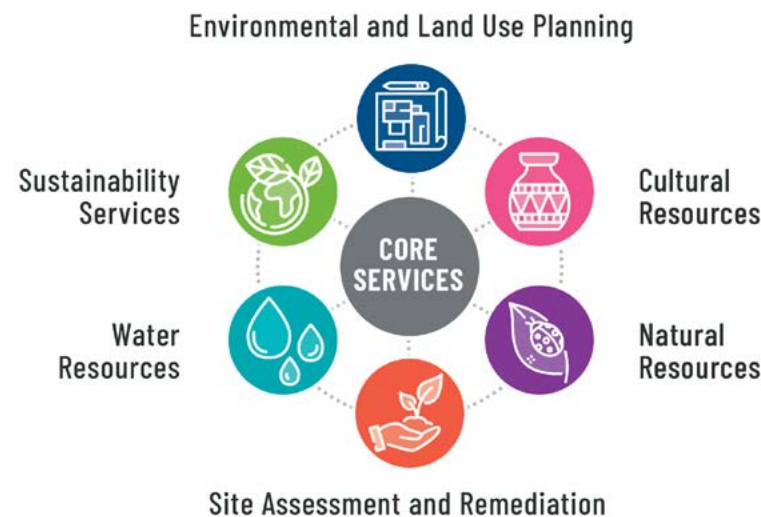 Environmental and Land Use Planning
Sustainability
Services
Cultural
Resources
CORE
SERVICES
Water
Resources
Natural
Resources
Site Assessment and Remediation